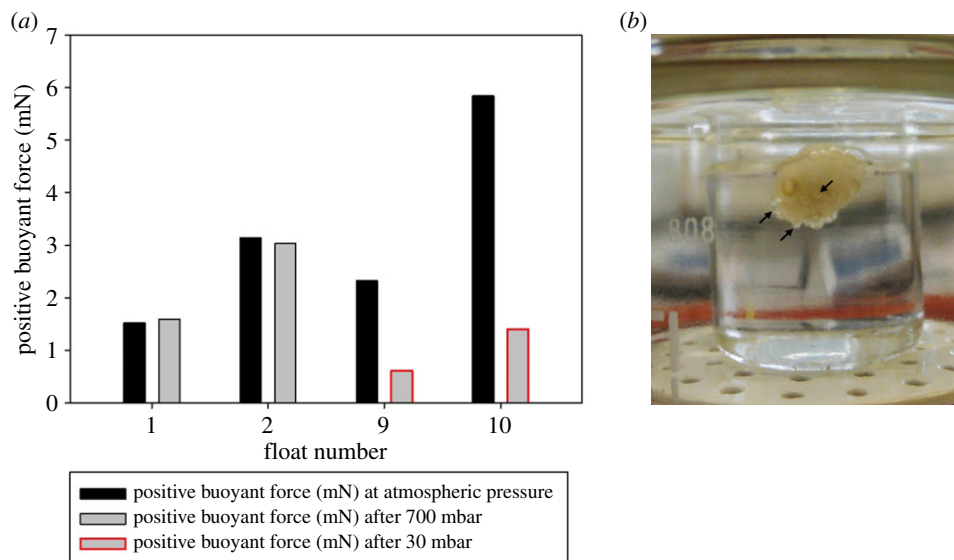 (a)
7
6
5
4
3
2
1
0
positive buoyant force (mN)
1 2 9 10
float number
positive buoyant force (mN) at atmospheric pressure
positive buoyant force (mN) after 700 mbar
positive buoyant force (mN) after 30 mbar
(b)